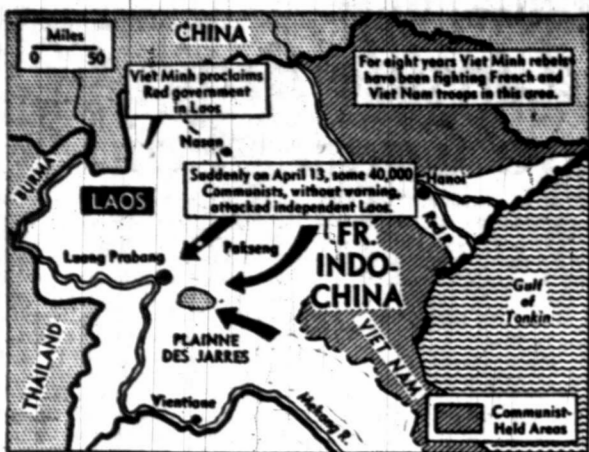 Miles
0 50
CHINA
Viet Minh proclaims
Red government
in Laos
For eight years Viet Minh rebels
have been fighting French and
Viet Nam troops in this area.
Nasan
BURMA
Suddenly on April 13, some 40,000
Communists, without warning,
attacked independent Laos.
Hanoi
LAOS
Red R.
Luang Prabang
Pakseng
FR.
INDO-
CHINA
Gulf
of
Tonkin
THAILAND
PLAINNE
DES JARRES
VIET NAM
Vientiane
Mekong R.
Communist-
Held Areas